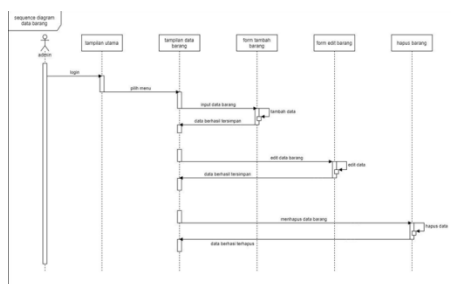 sequence diagram
data barang
admin
tampilan utama
tampilan data
barang
form tambah
barang
form edit barang
hapus barang
login
pilih menu
input data barang
tambah data
data berhasil tersimpan
edit data barang
edit data
data berhasil tersimpan
menhapus data barang
hapus data
data berhasi terhapus